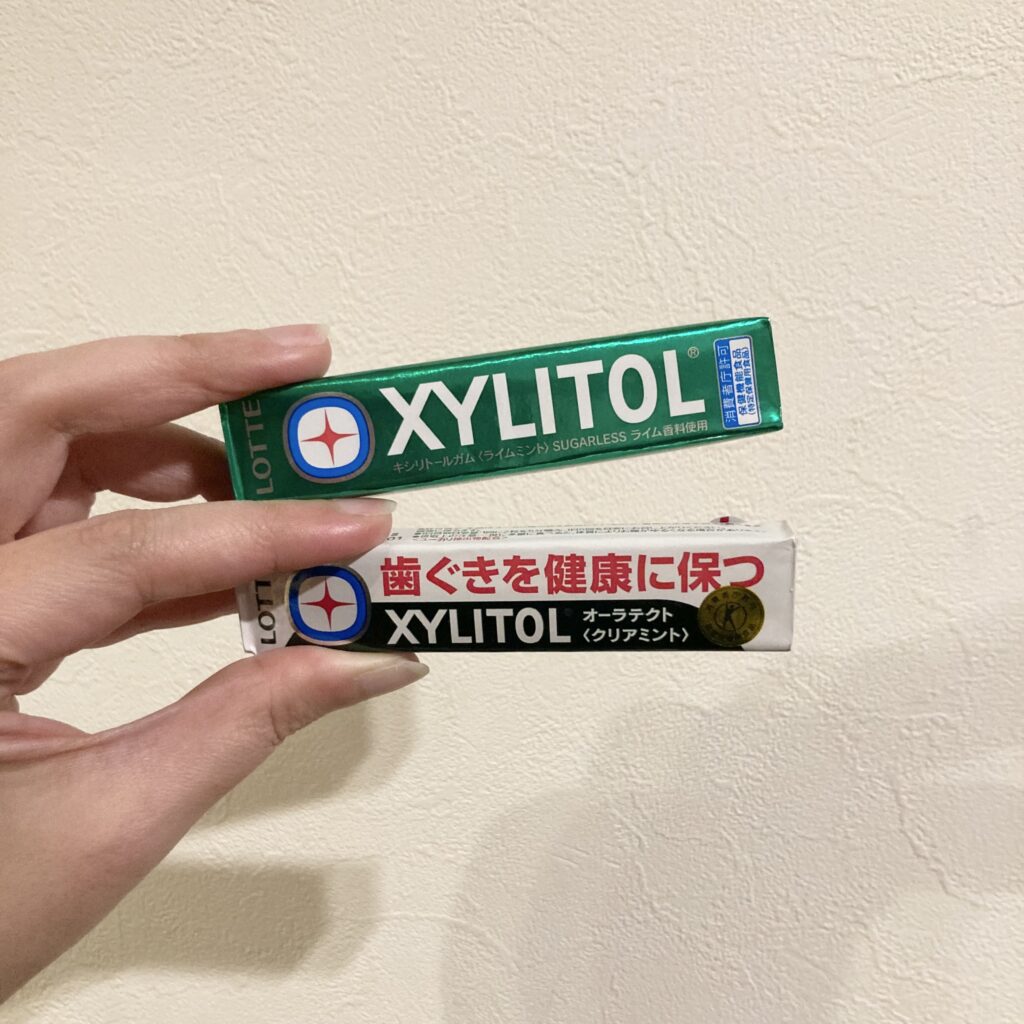 LOTTE
XYLITOL®
キシリトールガム〈ライムミント〉SUGARLESS ライム香料使用
消費者庁許可
保健機能食品
(特定保健用食品)
LOTT
歯ぐきを健康に保つ
XYLITOL オーラテクト
〈クリアミント〉